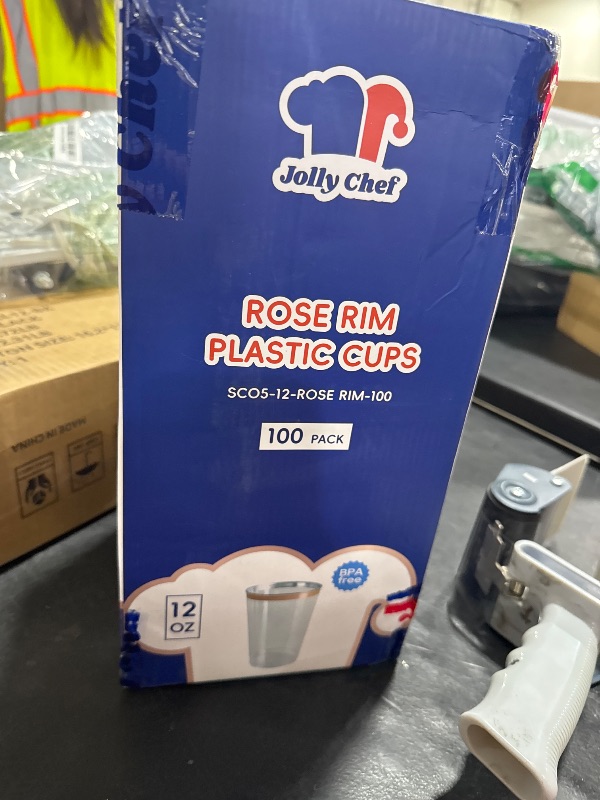 Jolly Chef
ROSE RIM
PLASTIC CUPS
SCO5-12-ROSE RIM-100
100 PACK
BPA
free
12
OZ
y Chef
MADE IN CHINA